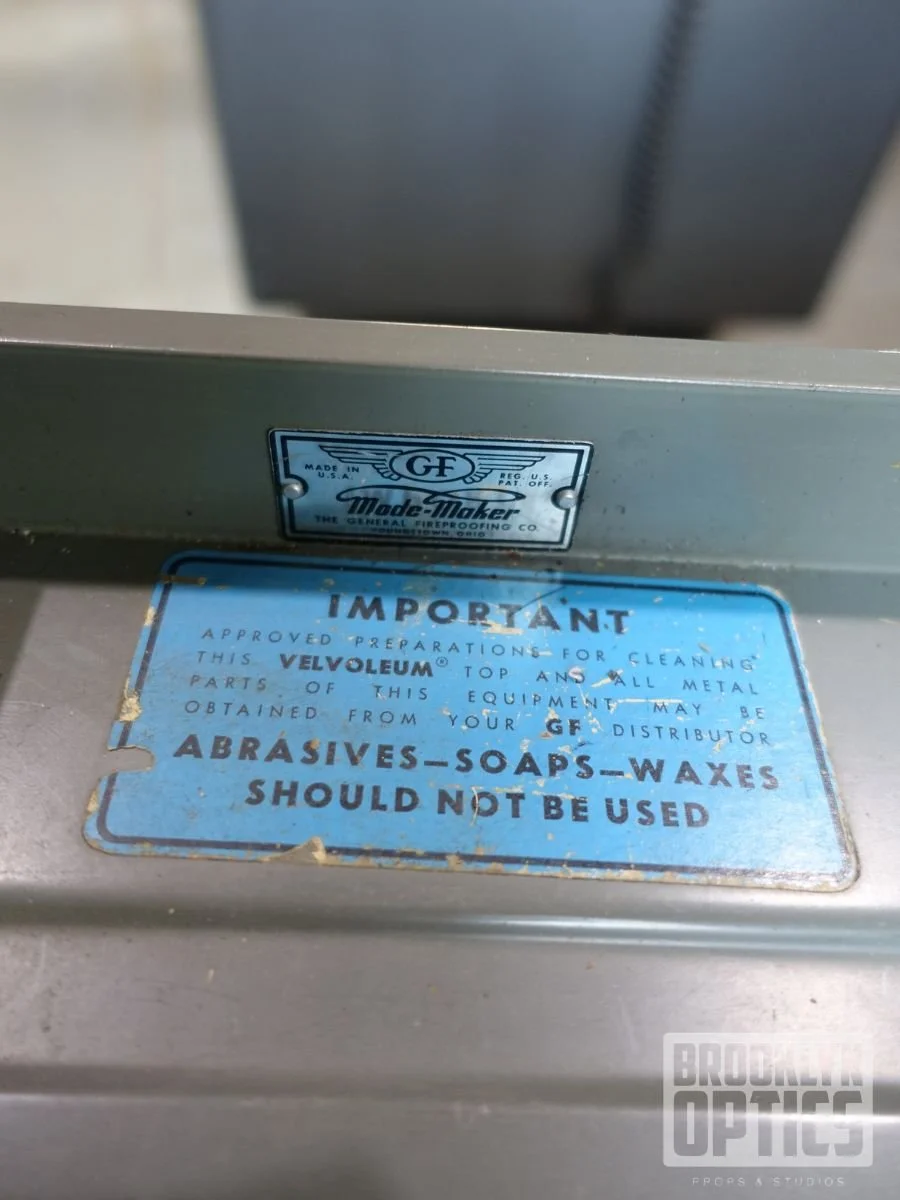 MADE IN
U.S.A.
GF
REG. U.S.
PAT. OFF.
Mode-Maker
THE GENERAL FIREPROOFING CO.
YOUNGSTOWN, OHIO
IMPORTANT
APPROVED PREPARATIONS FOR CLEANING
THIS VELVOLEUM® TOP AND ALL METAL
PARTS OF THIS EQUIPMENT MAY BE
OBTAINED FROM YOUR GF DISTRIBUTOR
ABRASIVES—SOAPS—WAXES
SHOULD NOT BE USED
BROOKLYN
OPTICS
PROPS & STUDIOS